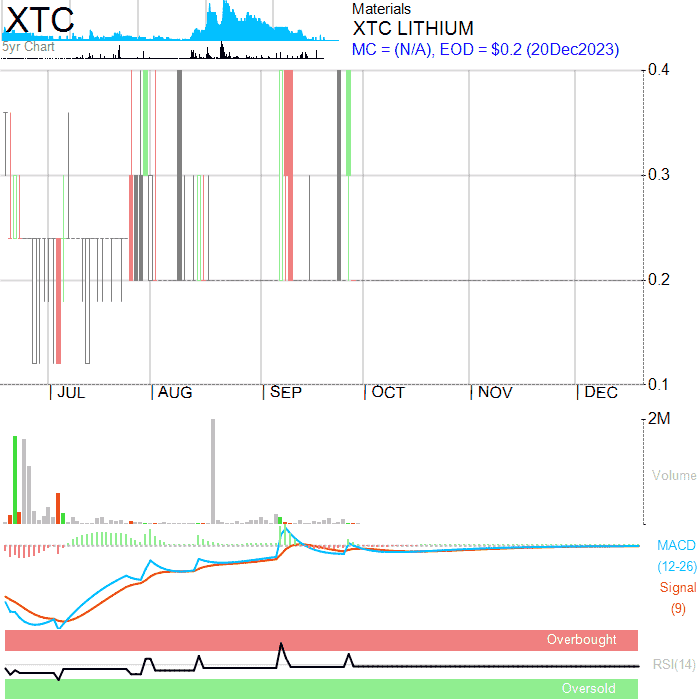 XTC
5yr Chart
Materials
XTC LITHIUM
MC = (N/A), EOD = $0.2 (20Dec2023)
0.4
0.3
0.2
0.1
JUL AUG SEP OCT NOV DEC
2M
Volume
MACD
(12-26)
Signal
(9)
Overbought
RSI(14)
Oversold